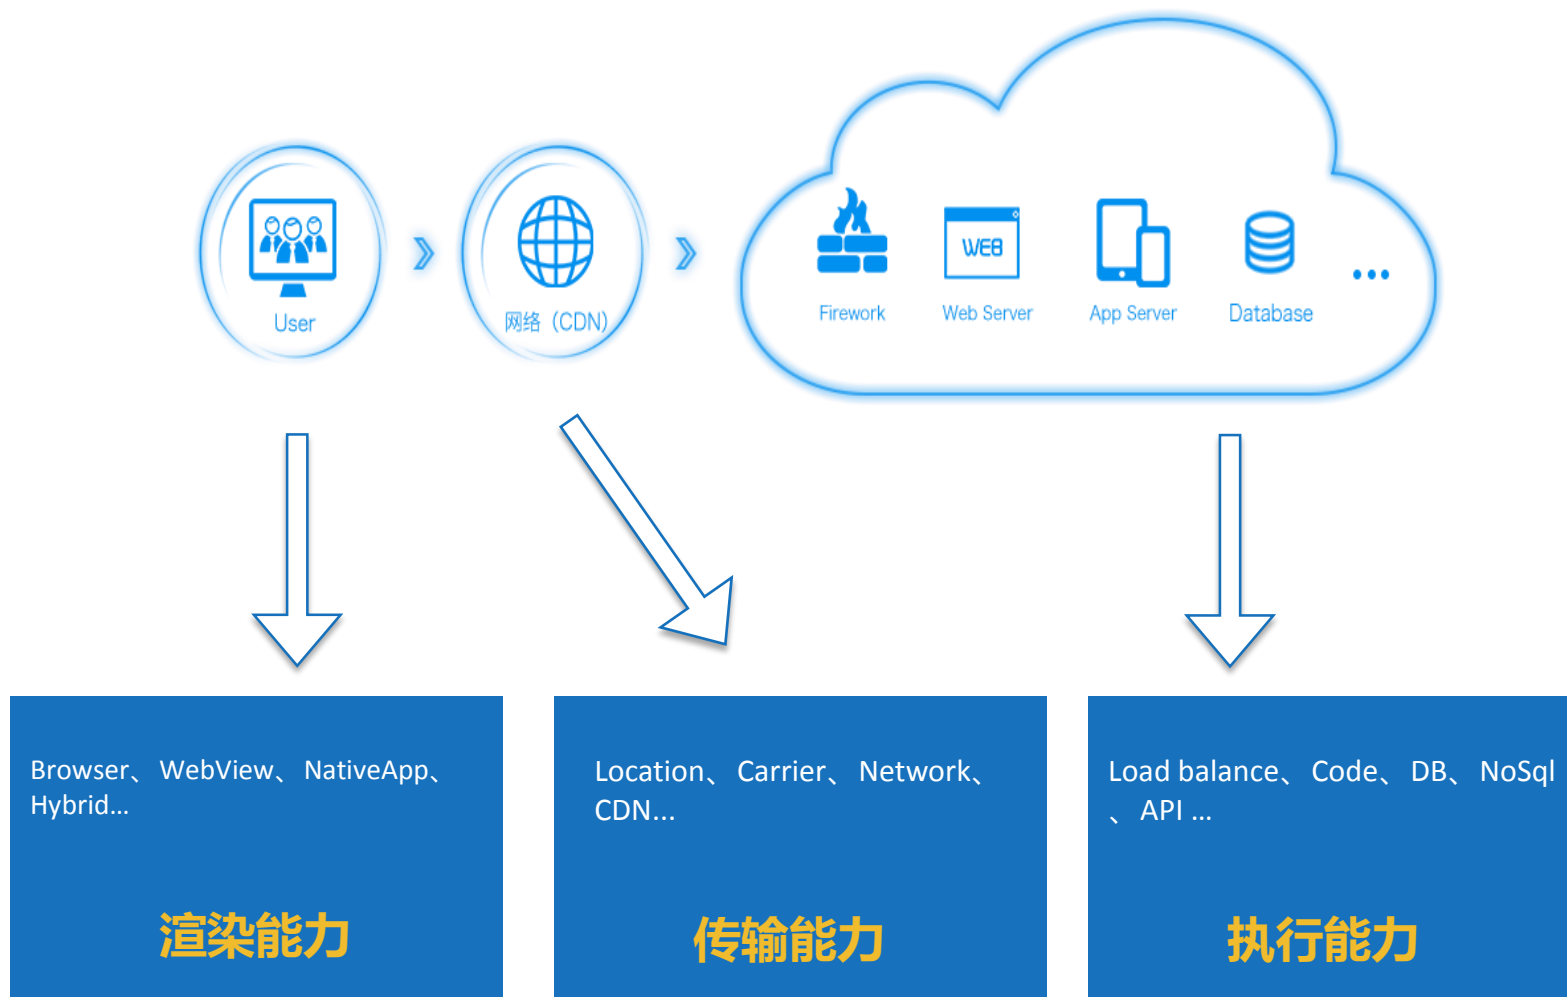 User
网络（CDN）
WEB
Firework
Web Server
App Server
Database
Browser、WebView、NativeApp、
Hybrid...
渲染能力
Location、Carrier、Network、
CDN...
传输能力
Load balance、Code、DB、NoSql
、API ...
执行能力